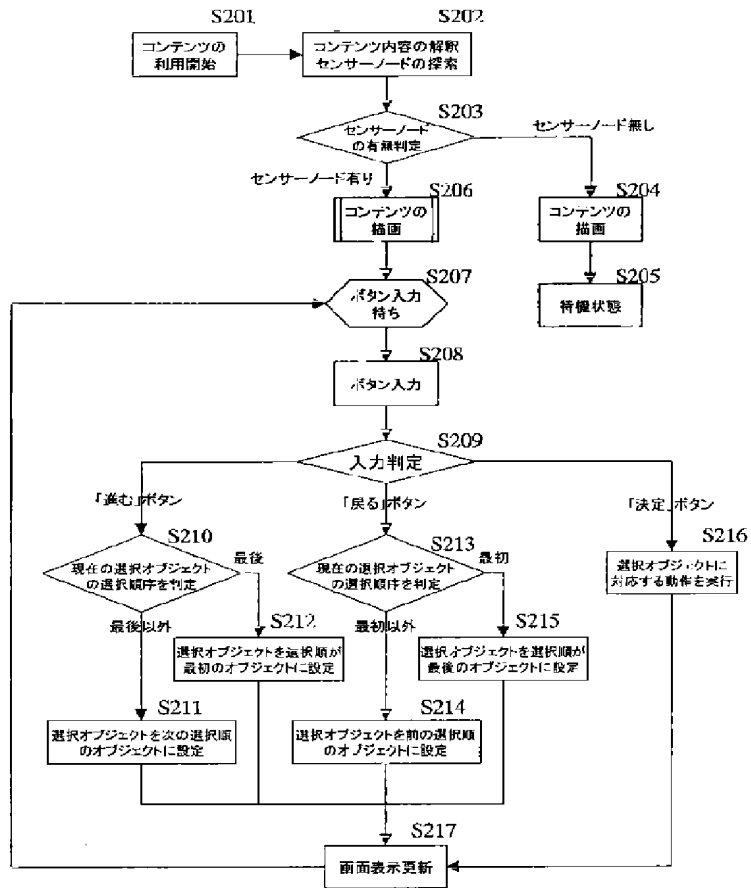 S201
コンテンツの
利用開始
S202
コンテンツ内容の解釈
センサーノードの探索
S203
センサーノード
の有無判定
センサーノード無し
センサーノード有り
S206
コンテンツの
描画
S204
コンテンツの
描画
S207
ボタン入力
待ち
S205
待機状態
S208
ボタン入力
S209
入力判定
「進む」ボタン
「戻る」ボタン
「決定」ボタン
S210
現在の選択オブジェクト
の選択順序を判定
最後
S213
現在の選択オブジェクト
の選択順序を判定
最初
S216
選択オブジェクトに
対応する動作を実行
最後以外
S212
選択オブジェクトを選択順が
最初のオブジェクトに設定
最初以外
S215
選択オブジェクトを選択順が
最後のオブジェクトに設定
S211
選択オブジェクトを次の選択順
のオブジェクトに設定
S214
選択オブジェクトを前の選択順
のオブジェクトに設定
S217
画面表示更新